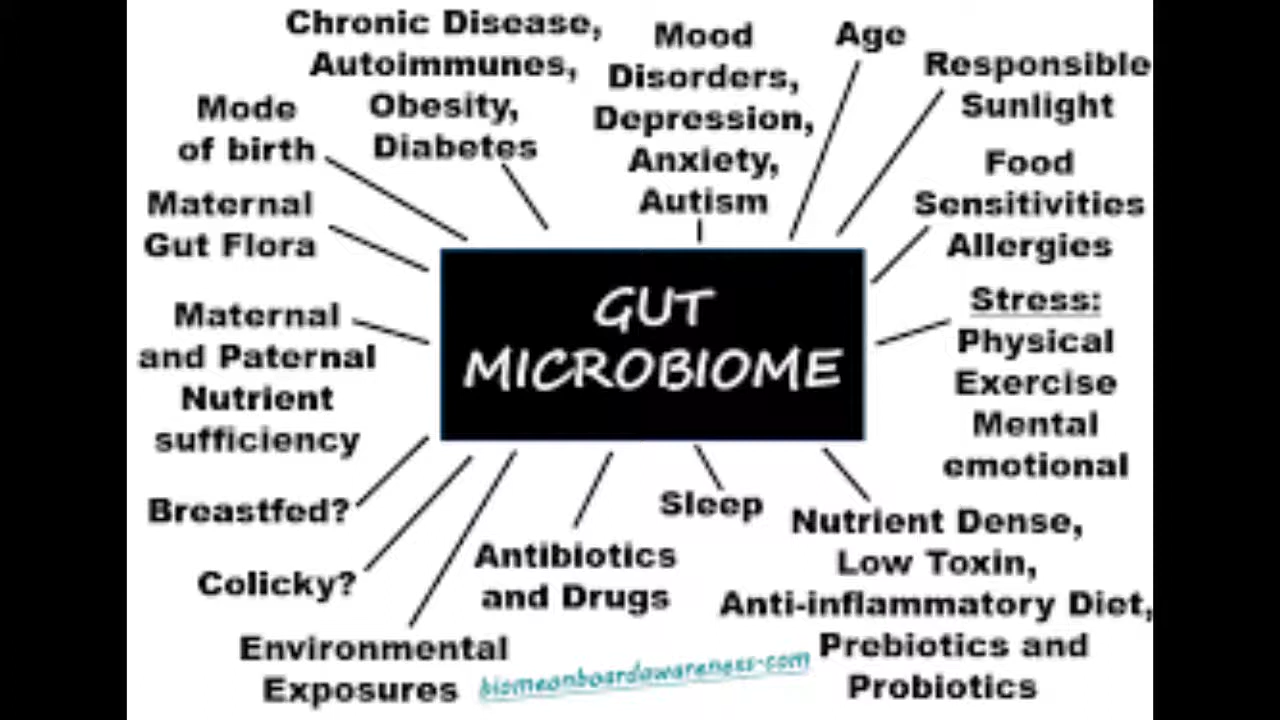 Chronic Disease,
Autoimmunes,
Obesity,
Diabetes
Mood
Disorders,
Depression,
Anxiety,
Autism
Age
Responsible
Sunlight
Mode
of birth
Food
Sensitivities
Allergies
Maternal
Gut Flora
GUT
MICROBIOME
Stress:
Physical
Exercise
Mental
emotional
Maternal
and Paternal
Nutrient
sufficiency
Breastfed?
Colicky?
Environmental
Exposures
Antibiotics
and Drugs
Sleep
Nutrient Dense,
Low Toxin,
Anti-inflammatory Diet,
Prebiotics and
Probiotics
biomeonboardawareness.com